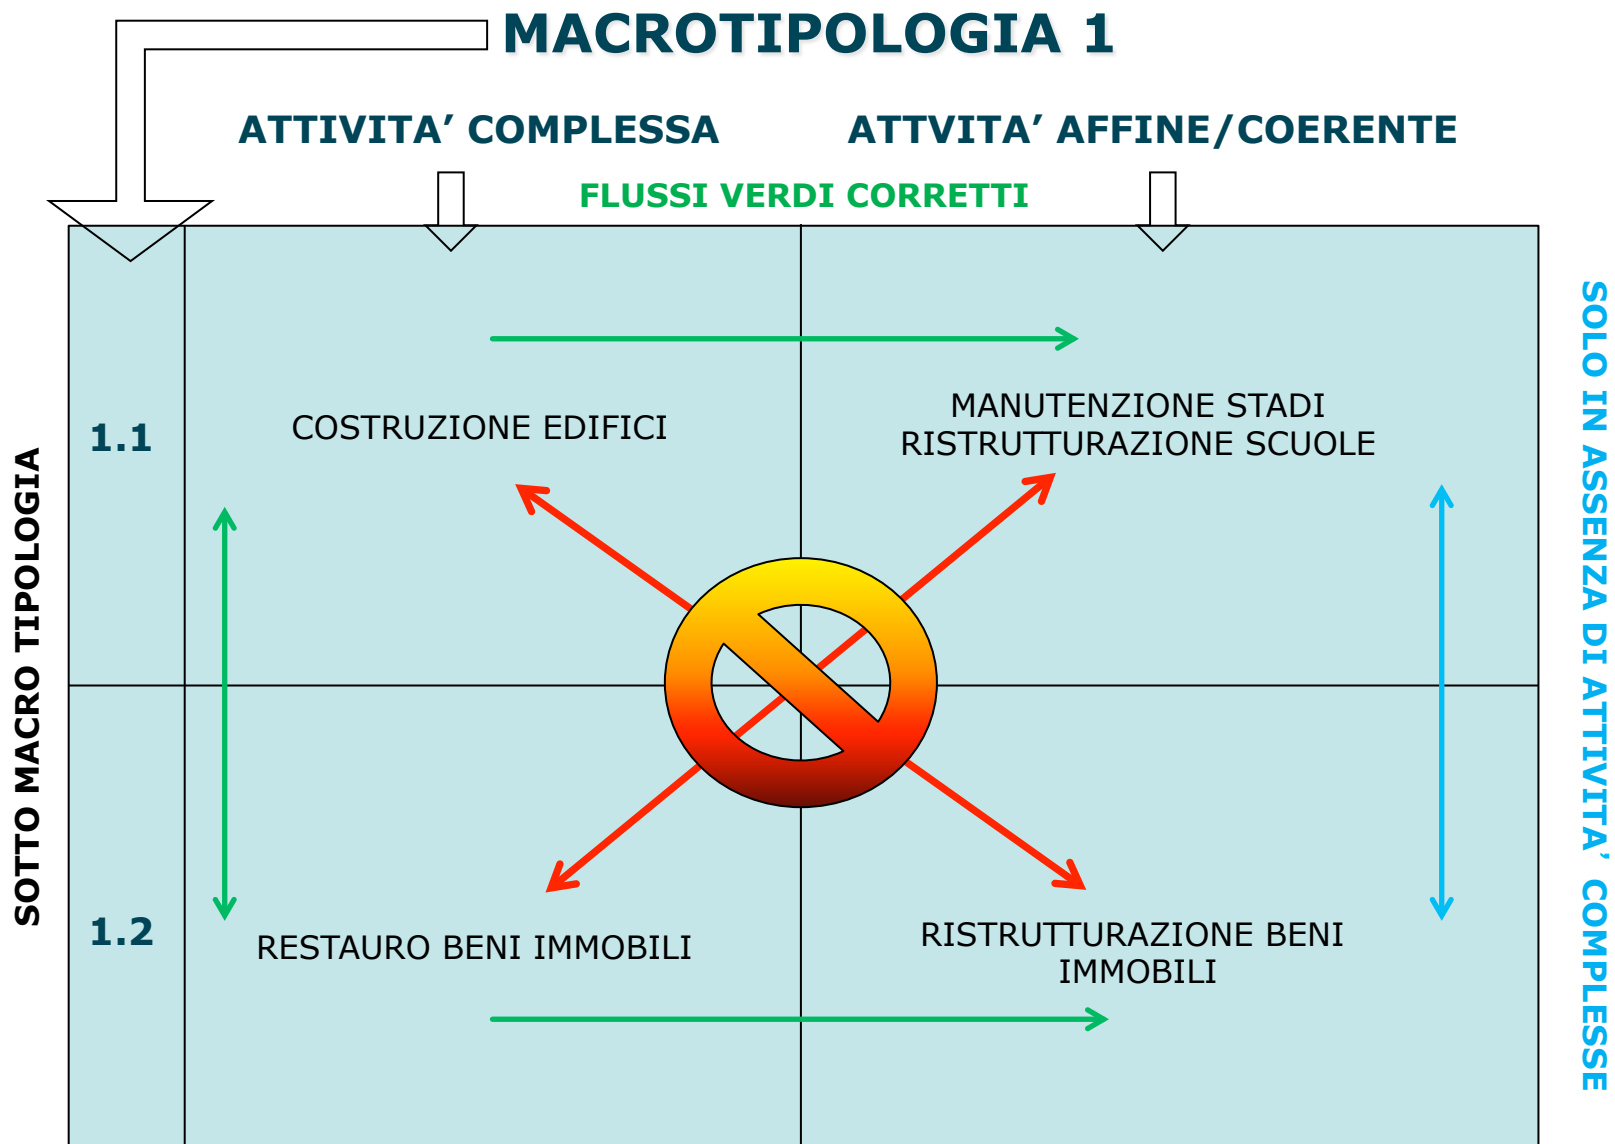 MACROTIPOLOGIA 1
ATTIVITA’ COMPLESSA
ATTVITA’ AFFINE/COERENTE
FLUSSI VERDI CORRETTI
SOTTO MACRO TIPOLOGIA
1.1
COSTRUZIONE EDIFICI
MANUTENZIONE STADI
RISTRUTTURAZIONE SCUOLE
1.2
RESTAURO BENI IMMOBILI
RISTRUTTURAZIONE BENI
IMMOBILI
SOLO IN ASSENZA DI ATTIVITA’ COMPLESSE